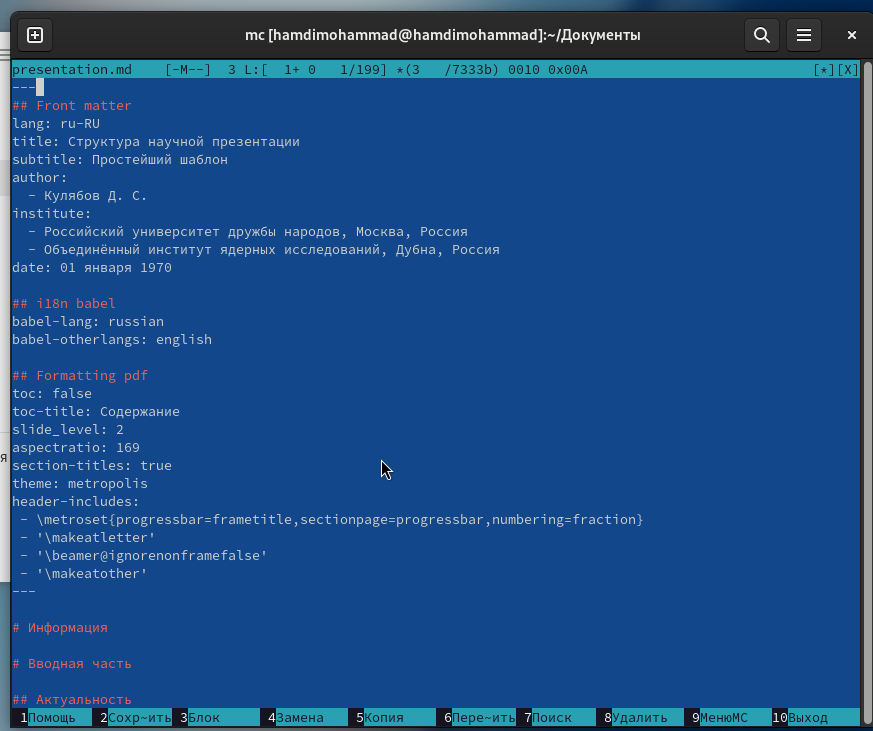 mc [hamdimohammad@hamdimohammad]:~/Документы
presentation.md [-M--] 3 L:[ 1+ 0 1/199] *(3 /7333b) 0010 0x00A [*][X]
---
## Front matter
lang: ru-RU
title: Структура научной презентации
subtitle: Простейший шаблон
author:
- Кулябов Д. С.
institute:
- Российский университет дружбы народов, Москва, Россия
- Объединённый институт ядерных исследований, Дубна, Россия
date: 01 января 1970
## i18n babel
babel-lang: russian
babel-otherlangs: english
## Formatting pdf
toc: false
toc-title: Содержание
slide_level: 2
aspectratio: 169
section-titles: true
theme: metropolis
header-includes:
- \metroset{progressbar=frametitle,sectionpage=progressbar,numbering=fraction}
- '\makeatletter'
- '\beamer@ignorenonframefalse'
- '\makeatother'
---
# Информация
# Вводная часть
## Актуальность
я
1Помощь 2Сохр~ить 3Блок 4Замена 5Копия 6Пере~ить 7Поиск 8Удалить 9МенюMC 10Выход